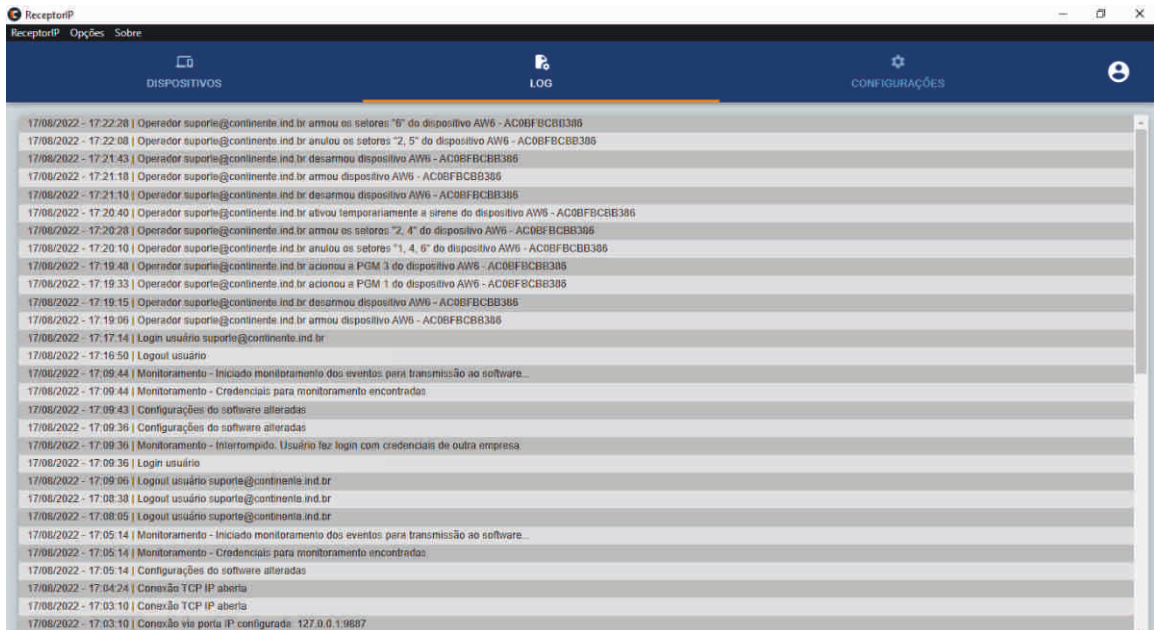 ReceptorIP
ReceptorIP Opções Sobre
DISPOSITIVOS
LOG
CONFIGURAÇÕES
17/08/2022 - 17:22:28 | Operador suporte@continente.ind.br armou os setores "6" do dispositivo AW6 - AC0BFBCBB386
17/08/2022 - 17:22:08 | Operador suporte@continente.ind.br anulou os setores "2, 5" do dispositivo AW6 - AC0BFBCBB386
17/08/2022 - 17:21:43 | Operador suporte@continente.ind.br desarmou dispositivo AW6 - AC0BFBCBB386
17/08/2022 - 17:21:18 | Operador suporte@continente.ind.br armou dispositivo AW6 - AC0BFBCBB386
17/08/2022 - 17:21:10 | Operador suporte@continente.ind.br desarmou dispositivo AW6 - AC0BFBCBB386
17/08/2022 - 17:20:40 | Operador suporte@continente.ind.br ativou temporariamente a sirene do dispositivo AW6 - AC0BFBCBB386
17/08/2022 - 17:20:28 | Operador suporte@continente.ind.br armou os setores "2, 4" do dispositivo AW6 - AC0BFBCBB386
17/08/2022 - 17:20:10 | Operador suporte@continente.ind.br anulou os setores "1, 4, 6" do dispositivo AW6 - AC0BFBCBB386
17/08/2022 - 17:19:48 | Operador suporte@continente.ind.br acionou a PGM 3 do dispositivo AW6 - AC0BFBCBB386
17/08/2022 - 17:19:33 | Operador suporte@continente.ind.br acionou a PGM 1 do dispositivo AW6 - AC0BFBCBB386
17/08/2022 - 17:19:15 | Operador suporte@continente.ind.br desarmou dispositivo AW6 - AC0BFBCBB386
17/08/2022 - 17:19:06 | Operador suporte@continente.ind.br armou dispositivo AW6 - AC0BFBCBB386
17/08/2022 - 17:17:14 | Login usuário suporte@continente.ind.br
17/08/2022 - 17:16:50 | Logout usuário
17/08/2022 - 17:09:44 | Monitoramento - Iniciado monitoramento dos eventos para transmissão ao software...
17/08/2022 - 17:09:44 | Monitoramento - Credenciais para monitoramento encontradas
17/08/2022 - 17:09:43 | Configurações do software alteradas
17/08/2022 - 17:09:36 | Configurações do software alteradas
17/08/2022 - 17:09:36 | Monitoramento - Interrompido. Usuário fez login com credenciais de outra empresa
17/08/2022 - 17:09:36 | Login usuário
17/08/2022 - 17:09:06 | Logout usuário suporte@continente.ind.br
17/08/2022 - 17:08:38 | Logout usuário suporte@continente.ind.br
17/08/2022 - 17:08:05 | Logout usuário suporte@continente.ind.br
17/08/2022 - 17:05:14 | Monitoramento - Iniciado monitoramento dos eventos para transmissão ao software...
17/08/2022 - 17:05:14 | Monitoramento - Credenciais para monitoramento encontradas
17/08/2022 - 17:05:14 | Configurações do software alteradas
17/08/2022 - 17:04:24 | Conexão TCP IP aberta
17/08/2022 - 17:03:10 | Conexão TCP IP aberta
17/08/2022 - 17:03:10 | Conexão via porta IP configurada: 127.0.0.1:9687